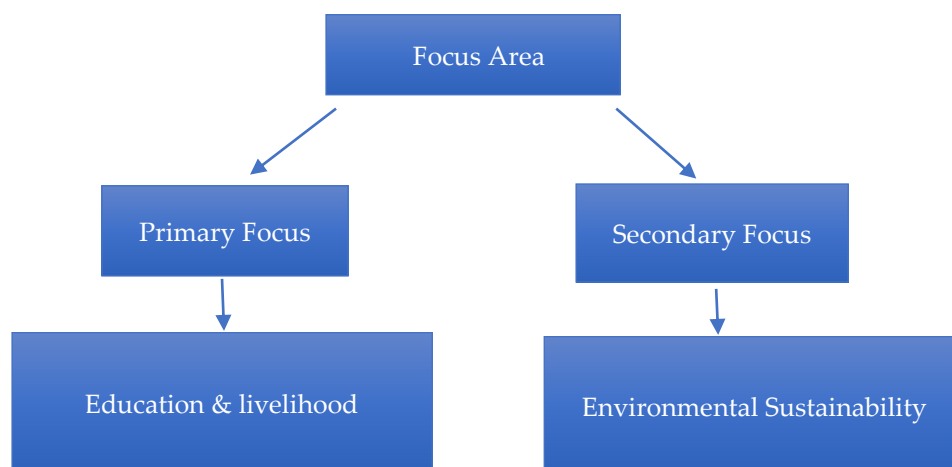 Focus Area
Primary Focus
Secondary Focus
Education & livelihood
Environmental Sustainability